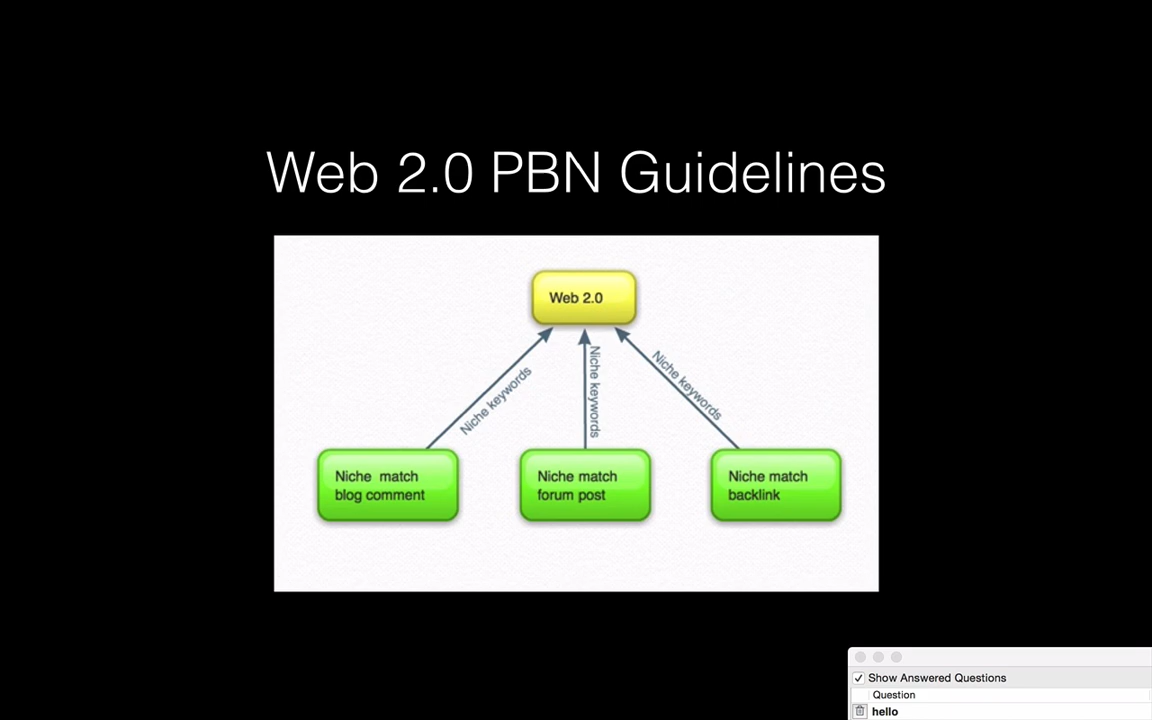 Web 2.0 PBN Guidelines
Web 2.0
Niche keywords
Niche keywords
Niche keywords
Niche match
blog comment
Niche match
forum post
Niche match
backlink
Show Answered Questions
Question
hello